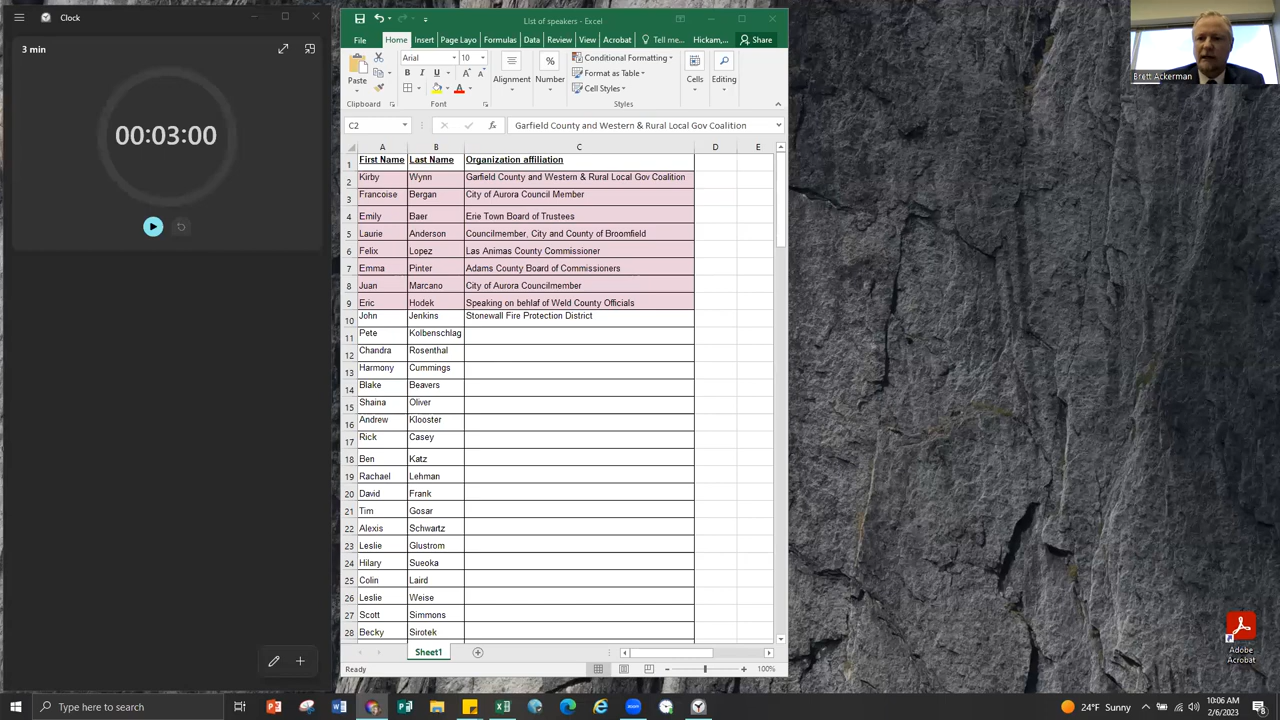 Clock
3 min
00:03:00
List of speakers - Excel
File Home Insert Page Layo Formulas Data Review View Acrobat Tell me... Hickam,... Share
Paste
Arial 10
B I U A A
A
Alignment
Number
%
Conditional Formatting
Format as Table
Cell Styles
Cells
Editing
Clipboard Font Styles
C2 fx Garfield County and Western & Rural Local Gov Coalition
A B C D E
1 First Name Last Name Organization affiliation
2 Kirby Wynn Garfield County and Western & Rural Local Gov Coalition
3 Francoise Bergan City of Aurora Council Member
4 Emily Baer Erie Town Board of Trustees
5 Laurie Anderson Councilmember, City and County of Broomfield
6 Felix Lopez Las Animas County Commissioner
7 Emma Pinter Adams County Board of Commissioners
8 Juan Marcano City of Aurora Councilmember
9 Eric Hodek Speaking on behlaf of Weld County Officials
10 John Jenkins Stonewall Fire Protection District
11 Pete Kolbenschlag
12 Chandra Rosenthal
13 Harmony Cummings
14 Blake Beavers
15 Shaina Oliver
16 Andrew Klooster
17 Rick Casey
18 Ben Katz
19 Rachael Lehman
20 David Frank
21 Tim Gosar
22 Alexis Schwartz
23 Leslie Glustrom
24 Hilary Sueoka
25 Colin Laird
26 Leslie Weise
27 Scott Simmons
28 Becky Sirotek
Sheet1
Ready 100%
Brett Ackerman
Adobe
Acrobat
Type here to search
24°F Sunny
10:06 AM
2/6/2023
8